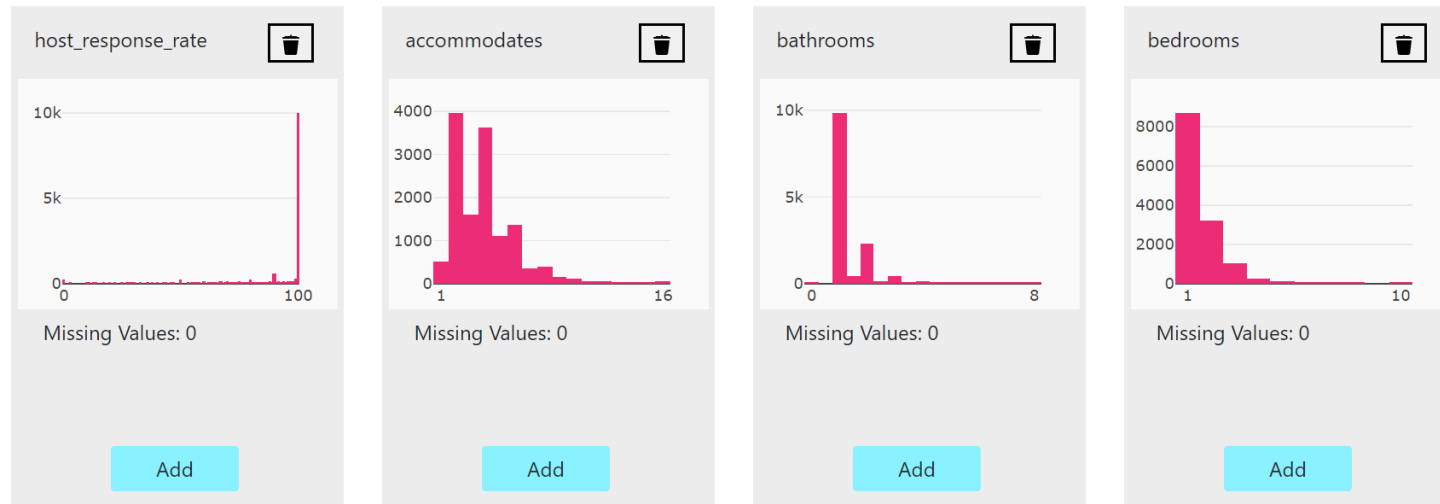 host_response_rate
10k
5k
0
0 100
Missing Values: 0
Add
accommodates
4000
3000
2000
1000
0
1 16
Missing Values: 0
Add
bathrooms
10k
5k
0
0 8
Missing Values: 0
Add
bedrooms
8000
6000
4000
2000
0
1 10
Missing Values: 0
Add